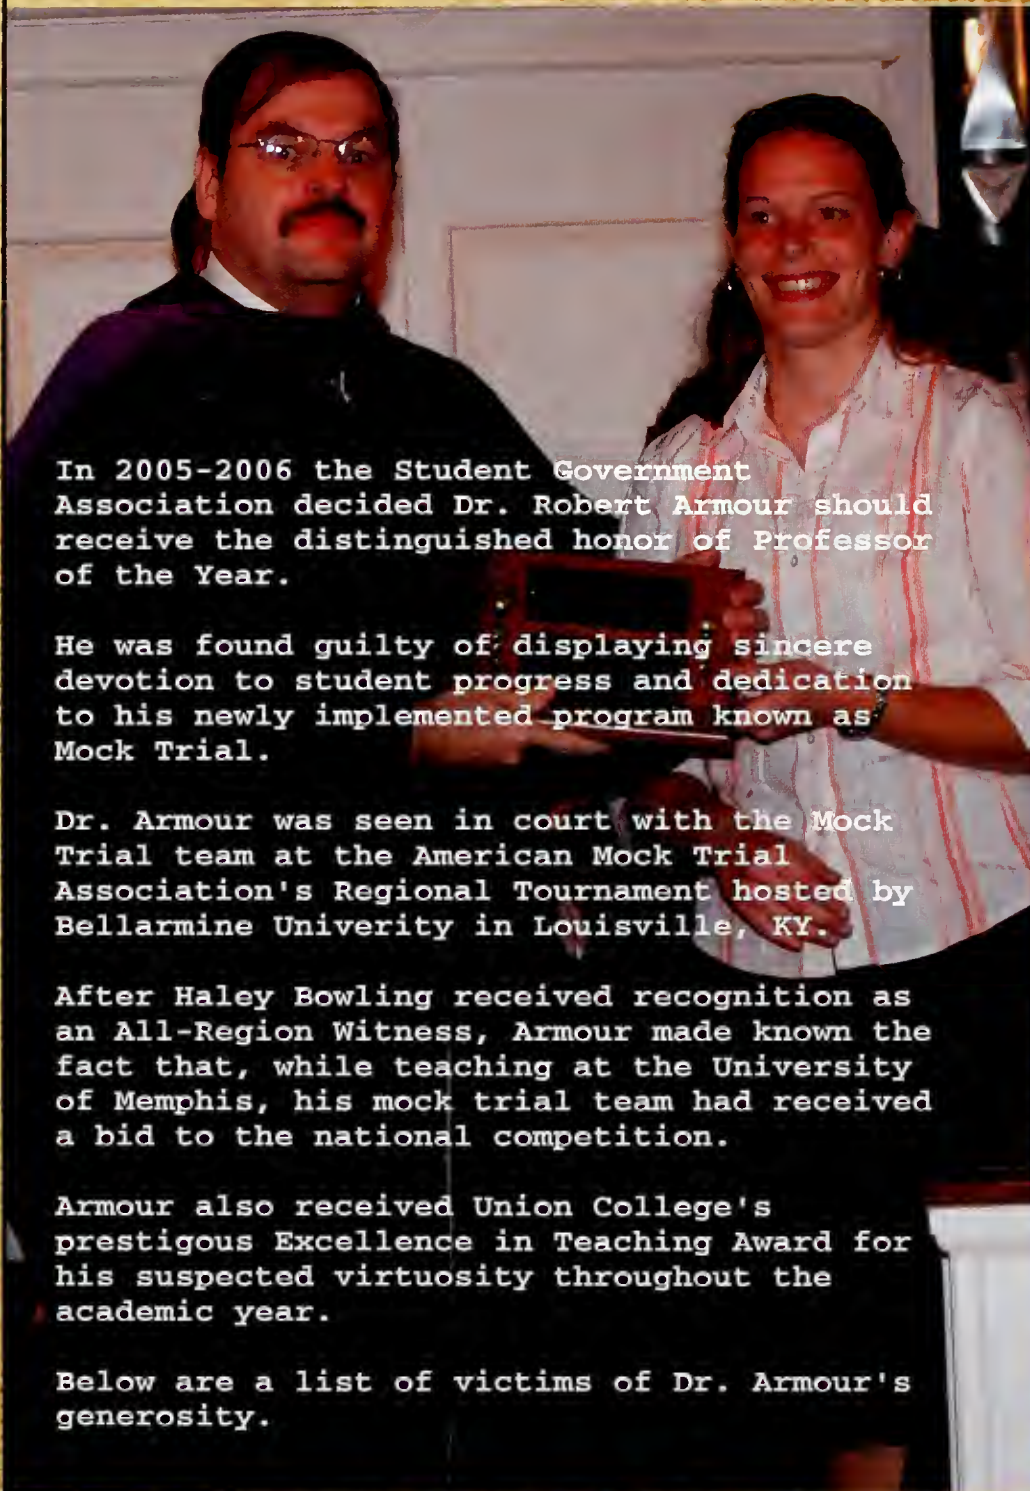 In 2005-2006 the Student Government
Association decided Dr. Robert Armour should
receive the distinguished honor of Professor
of the Year.
He was found guilty of displaying sincere
devotion to student progress and dedication
to his newly implemented program known as
Mock Trial.
Dr. Armour was seen in court with the Mock
Trial team at the American Mock Trial
Association's Regional Tournament hosted by
Bellarmine Univerity in Louisville, KY.
After Haley Bowling received recognition as
an All-Region Witness, Armour made known the
fact that, while teaching at the University
of Memphis, his mock trial team had received
a bid to the national competition.
Armour also received Union College's
prestigous Excellence in Teaching Award for
his suspected virtuosity throughout the
academic year.
Below are a list of victims of Dr. Armour's
generosity.